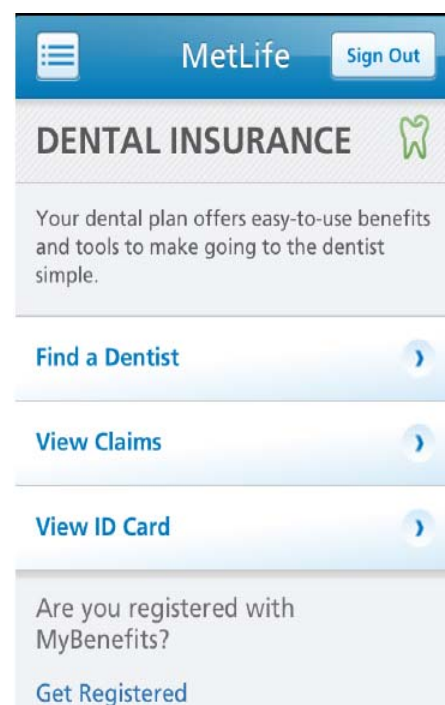 MetLife
Sign Out
DENTAL INSURANCE
Your dental plan offers easy-to-use benefits
and tools to make going to the dentist
simple.
Find a Dentist
View Claims
View ID Card
Are you registered with
MyBenefits?
Get Registered